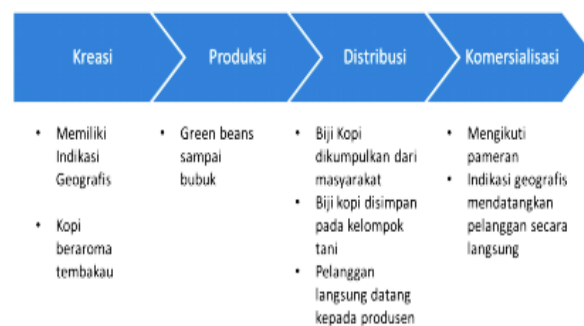 Kreasi
Produksi
Distribusi
Komersialisasi
• Memiliki
Indikasi
Geografis
• Kopi
beraroma
tembakau
• Green beans
sampai
bubuk
• Biji Kopi
dikumpulkan dari
masyarakat
• Biji kopi disimpan
pada kelompok
tani
• Pelanggan
langsung datang
kepada produsen
• Mengikuti
pameran
• Indikasi geografis
mendatangkan
pelanggan secara
langsung